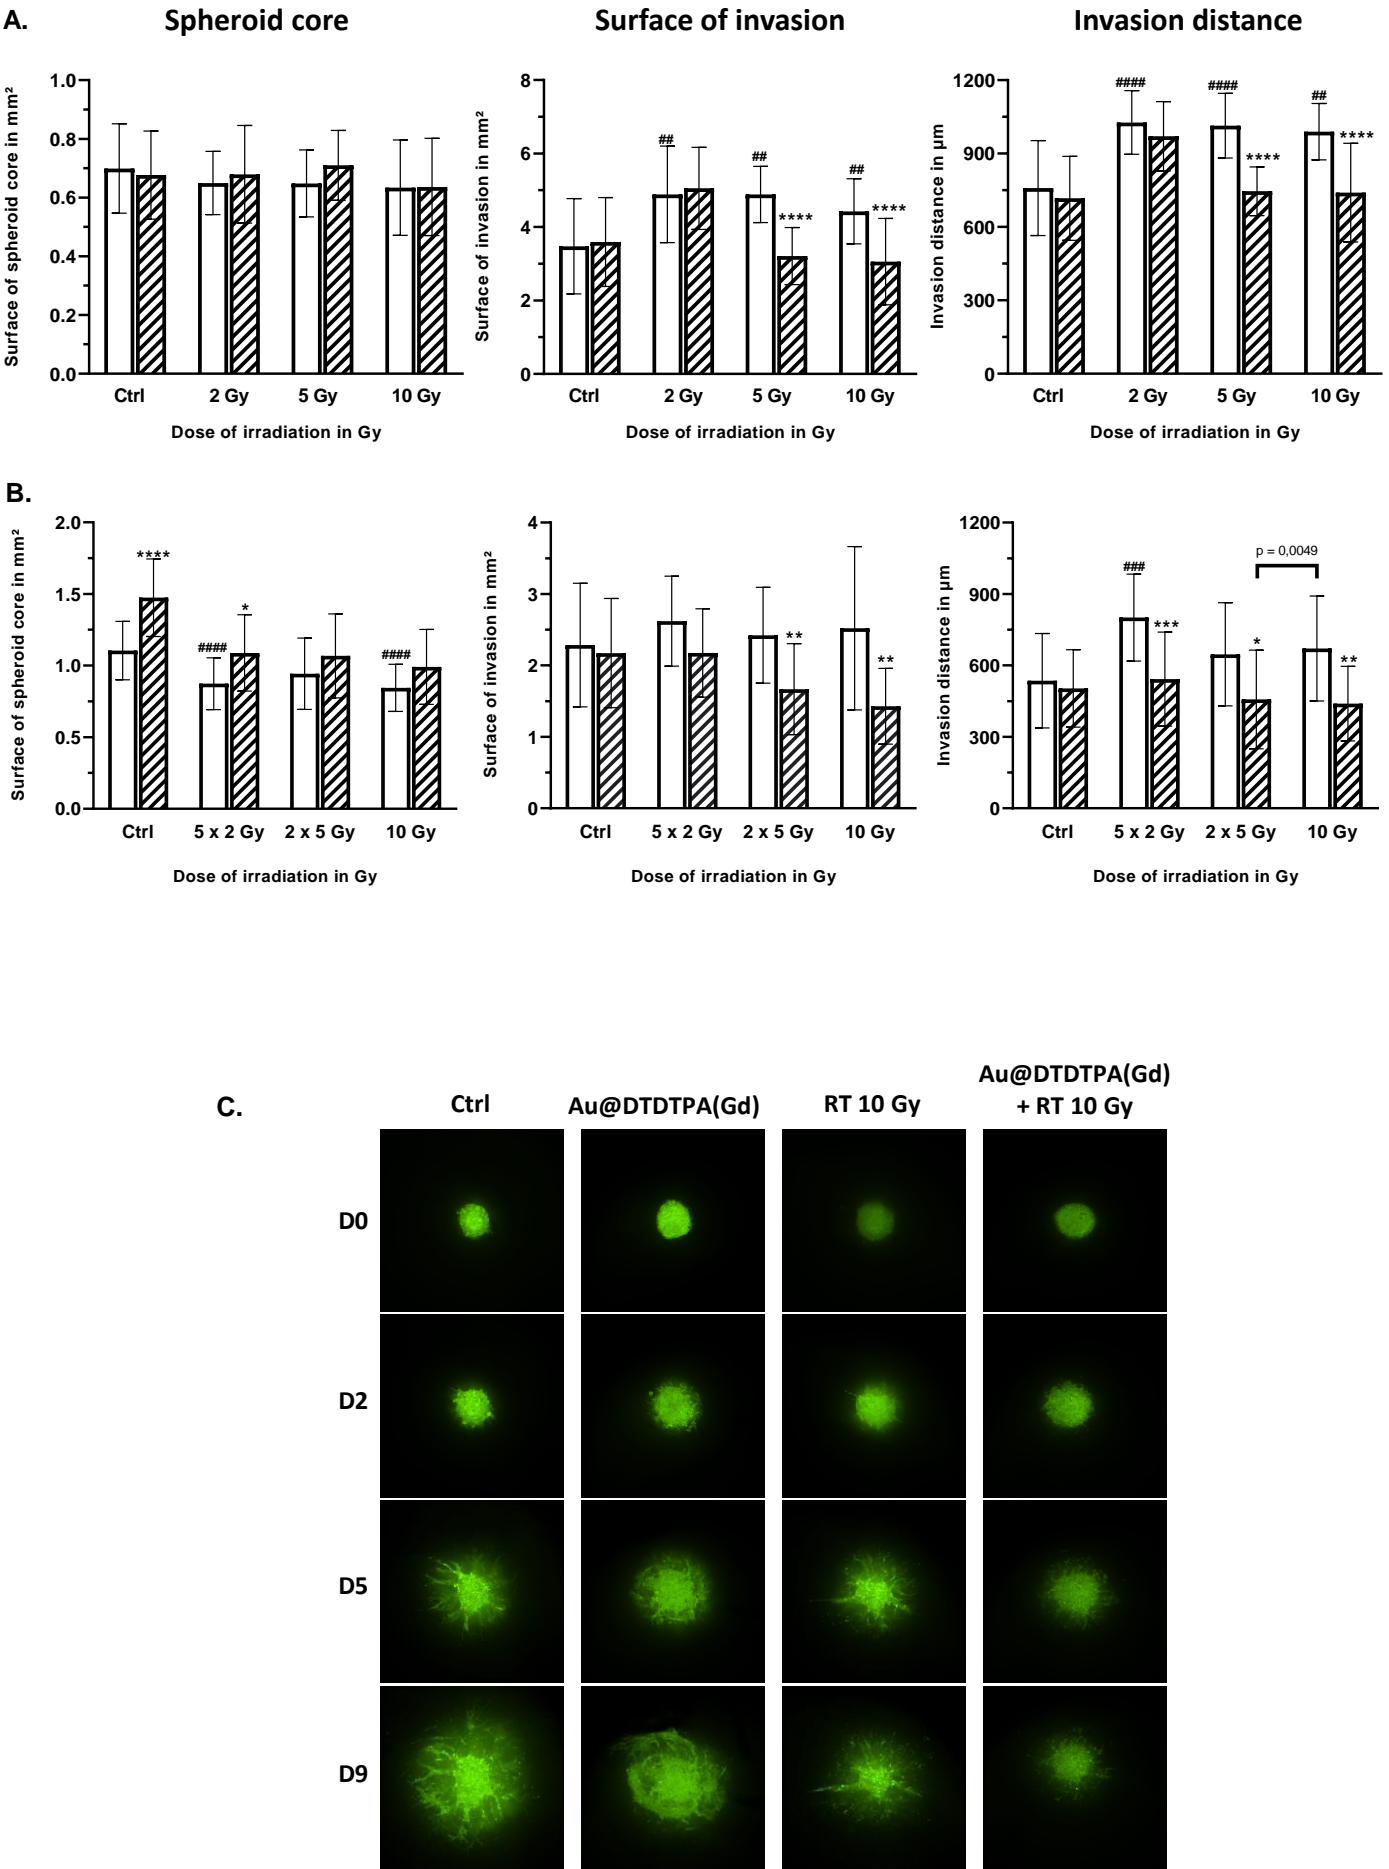 A.
Spheroid core
Surface of invasion
Invasion distance
Surface of spheroid core in mm²
1.0
0.8
0.6
0.4
0.2
0.0
Ctrl
2 Gy
5 Gy
10 Gy
Dose of irradiation in Gy
Surface of invasion in mm²
8
6
4
2
0
##
##
****
##
****
Ctrl
2 Gy
5 Gy
10 Gy
Dose of irradiation in Gy
Invasion distance in µm
1200
900
600
300
0
####
####
****
##
****
Ctrl
2 Gy
5 Gy
10 Gy
Dose of irradiation in Gy
B.
Surface of spheroid core in mm²
2.0
1.5
1.0
0.5
0.0
****
####
*
####
Ctrl
5 x 2 Gy
2 x 5 Gy
10 Gy
Dose of irradiation in Gy
Surface of invasion in mm²
4
3
2
1
0
**
**
Ctrl
5 x 2 Gy
2 x 5 Gy
10 Gy
Dose of irradiation in Gy
Invasion distance in µm
1200
900
600
300
0
###
***
*
p = 0,0049
**
Ctrl
5 x 2 Gy
2 x 5 Gy
10 Gy
Dose of irradiation in Gy
C.
Ctrl
Au@DTDTPA(Gd)
RT 10 Gy
Au@DTDTPA(Gd)
+ RT 10 Gy
D0
D2
D5
D9